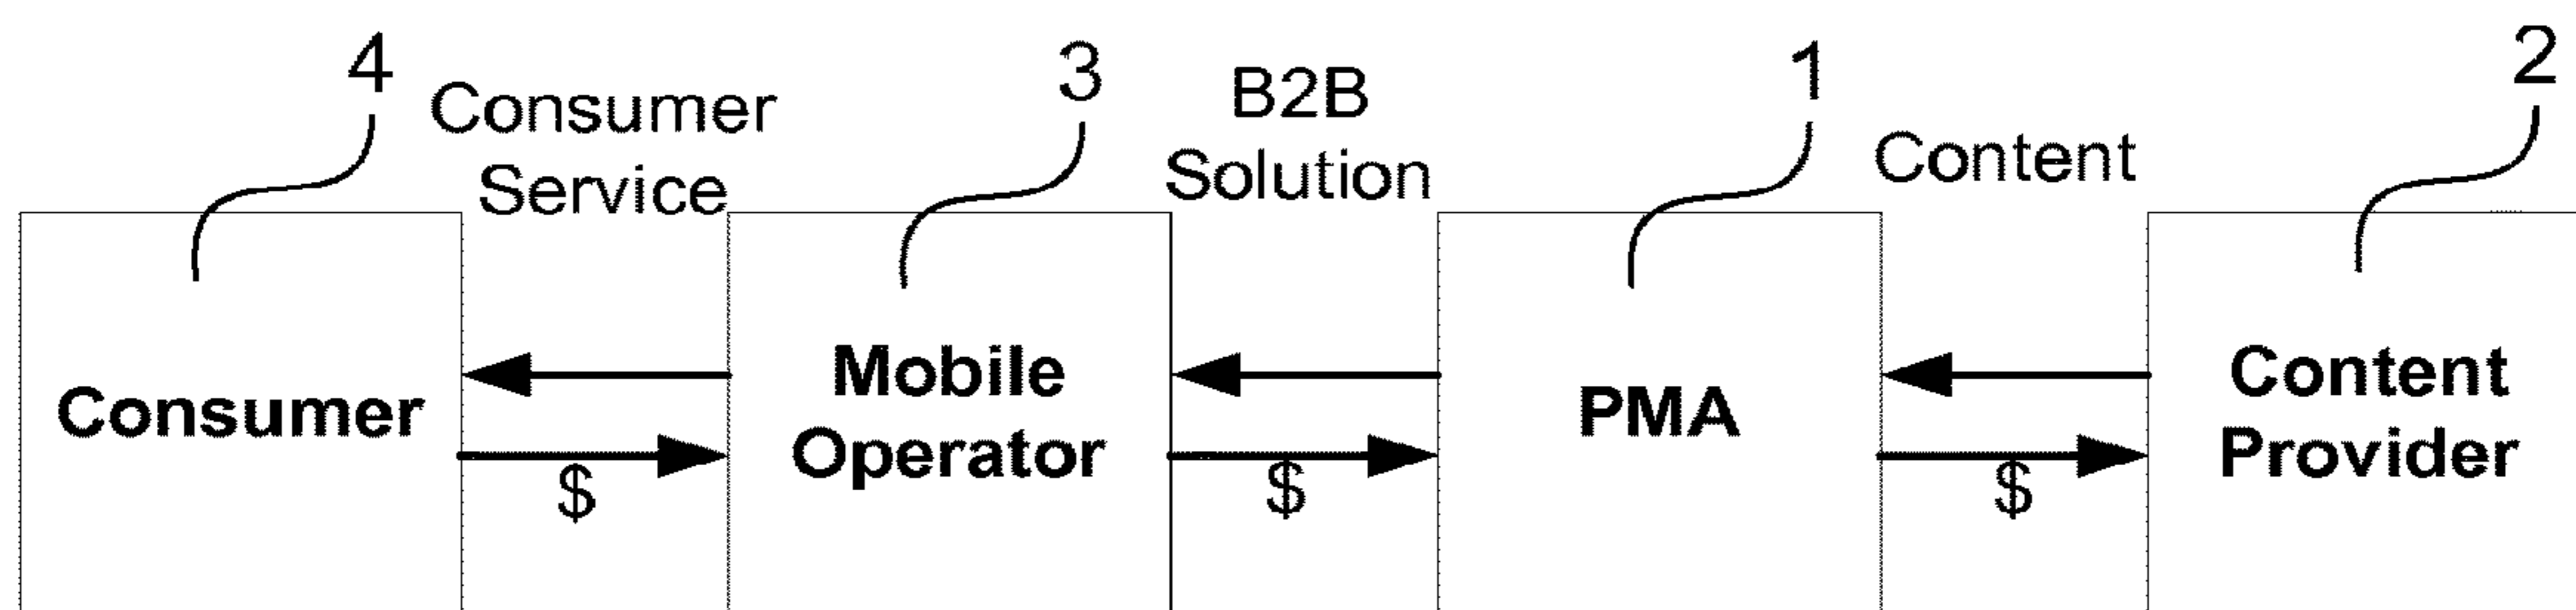 4
3
1
2
Consumer
Service
B2B
Solution
Content
Consumer
Mobile
Operator
PMA
Content
Provider
$
$
$